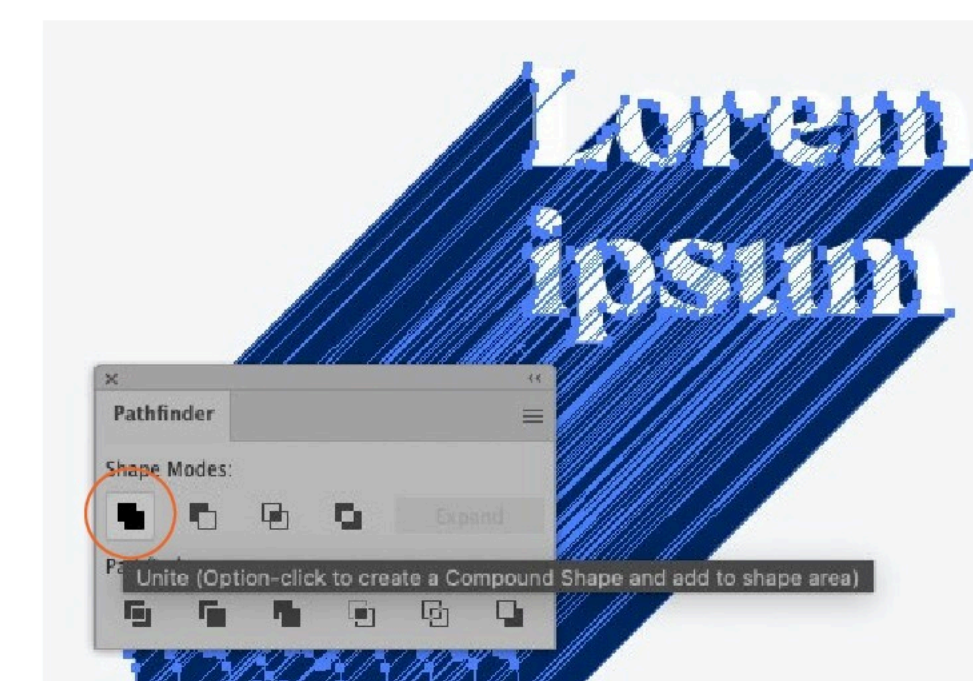 Lorem
ipsum
Pathfinder
Shape Modes:
Expand
Unite (Option-click to create a Compound Shape and add to shape area)